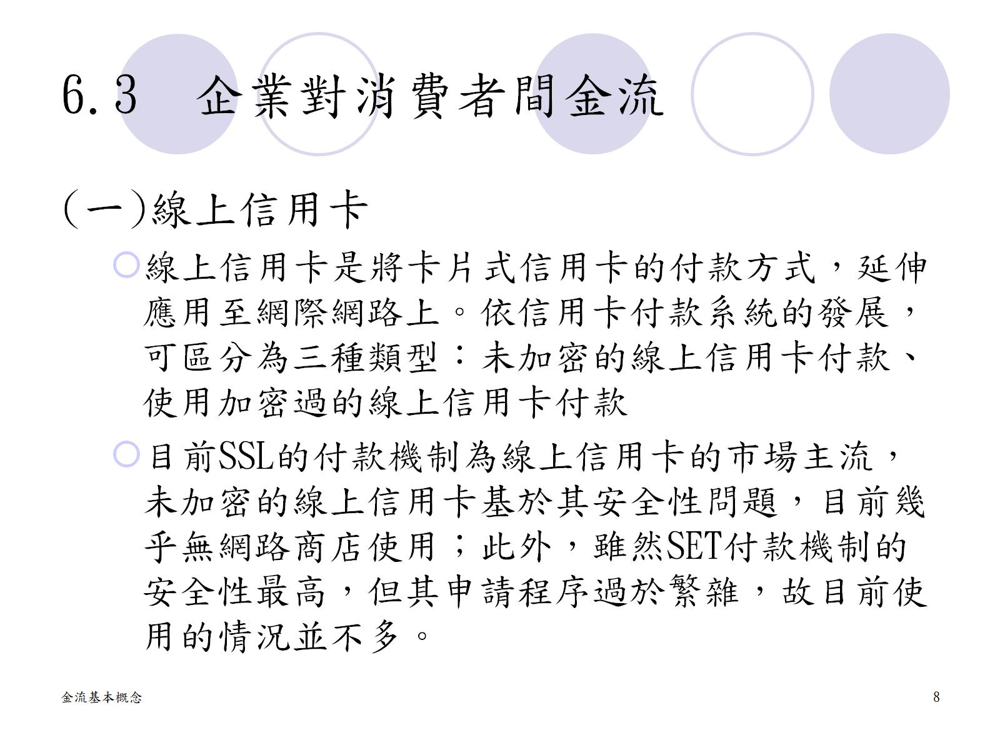 6.3　企業對消費者間金流
(一)線上信用卡
線上信用卡是將卡片式信用卡的付款方式，延伸
應用至網際網路上。依信用卡付款系統的發展，
可區分為三種類型：未加密的線上信用卡付款、
使用加密過的線上信用卡付款
目前SSL的付款機制為線上信用卡的市場主流，
未加密的線上信用卡基於其安全性問題，目前幾
乎無網路商店使用；此外，雖然SET付款機制的
安全性最高，但其申請程序過於繁雜，故目前使
用的情況並不多。
金流基本概念
8